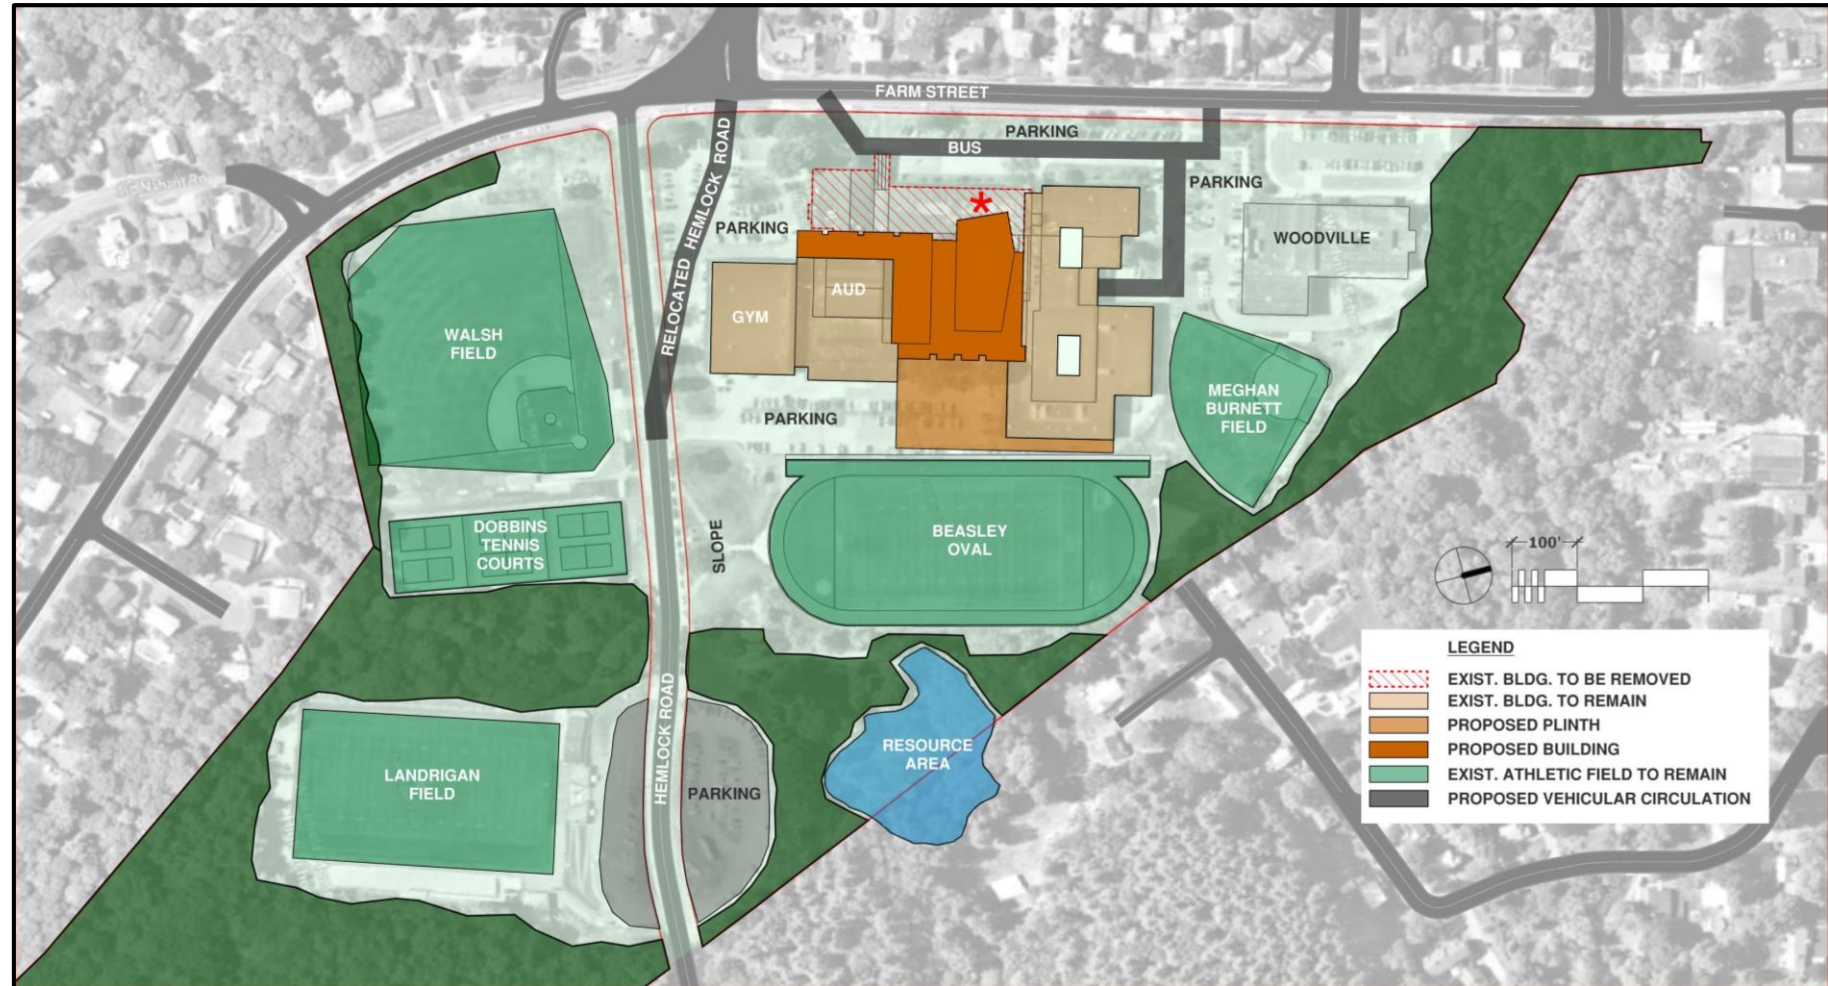 FARM STREET
PARKING
BUS
RELOCATED HEMLOCK ROAD
PARKING
PARKING
*
WOODVILLE
AUD
GYM
WALSH
FIELD
MEGHAN
BURNETT
FIELD
PARKING
DOBBINS
TENNIS
COURTS
SLOPE
BEASLEY
OVAL
100'
HEMLOCK ROAD
LANDRIGAN
FIELD
PARKING
RESOURCE
AREA
LEGEND
EXIST. BLDG. TO BE REMOVED
EXIST. BLDG. TO REMAIN
PROPOSED PLINTH
PROPOSED BUILDING
EXIST. ATHLETIC FIELD TO REMAIN
PROPOSED VEHICULAR CIRCULATION